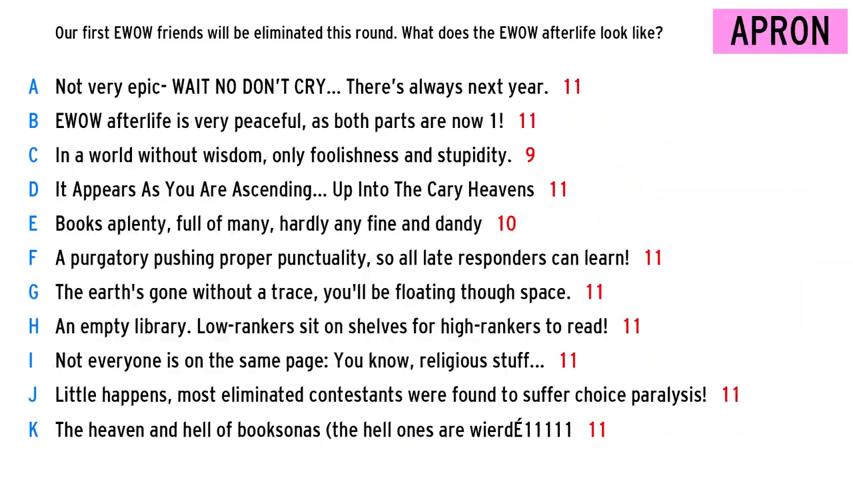 Our first EWOW friends will be eliminated this round. What does the EWOW afterlife look like?
APRON
A Not very epic- WAIT NO DON'T CRY... There's always next year. 11
B EWOW afterlife is very peaceful, as both parts are now 1! 11
C In a world without wisdom, only foolishness and stupidity. 9
D It Appears As You Are Ascending... Up Into The Cary Heavens 11
E Books aplenty, full of many, hardly any fine and dandy 10
F A purgatory pushing proper punctuality, so all late responders can learn! 11
G The earth's gone without a trace, you'll be floating though space. 11
H An empty library. Low-rankers sit on shelves for high-rankers to read! 11
I Not everyone is on the same page: You know, religious stuff... 11
J Little happens, most eliminated contestants were found to suffer choice paralysis! 11
K The heaven and hell of booksonas (the hell ones are wierdÉ11111 11